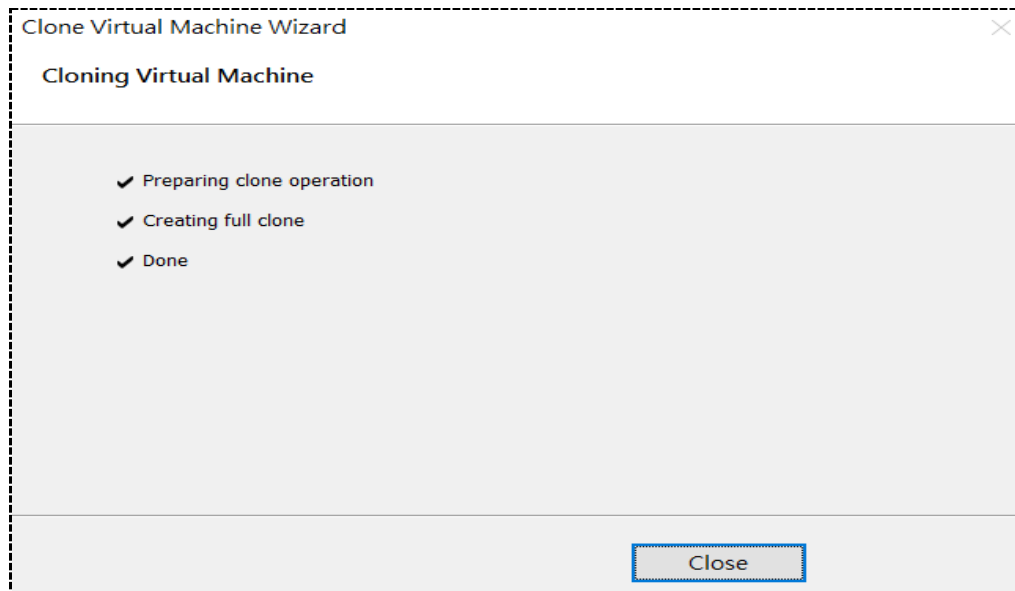 Clone Virtual Machine Wizard
Cloning Virtual Machine
Preparing clone operation
Creating full clone
Done
Close